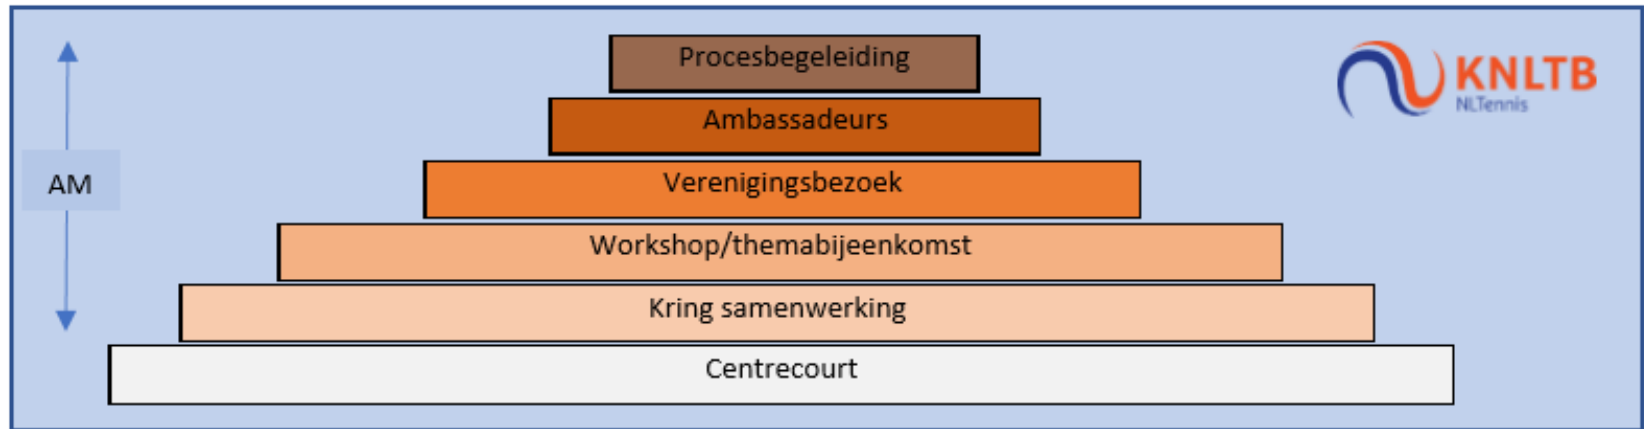 Procesbegeleiding
KNLTB
NLTennis
Ambassadeurs
AM
Verenigingsbezoek
Workshop/themabijeenkomst
Kring samenwerking
Centrecourt